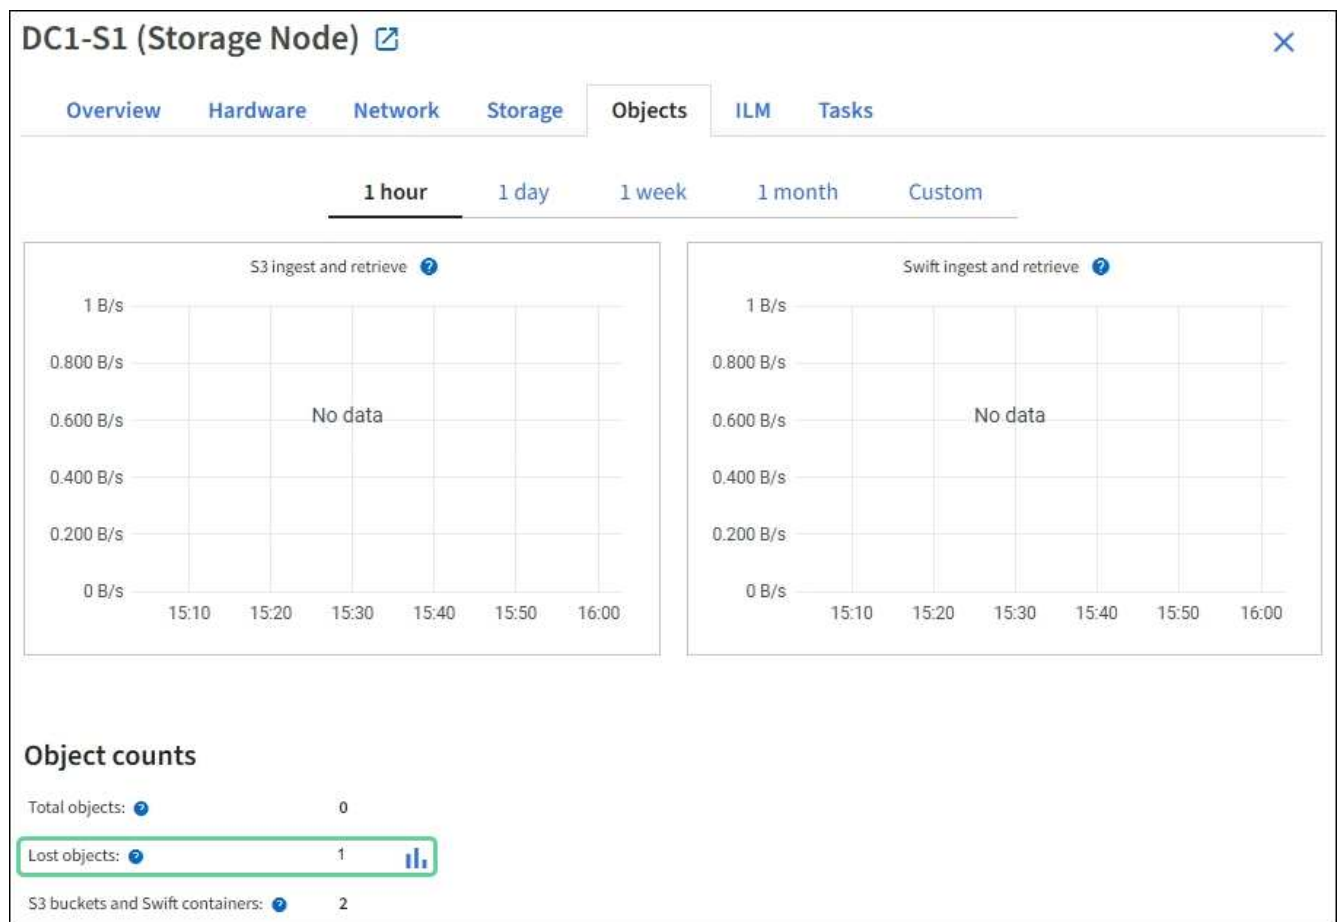 DC1-S1 (Storage Node)
Overview Hardware Network Storage Objects ILM Tasks
1 hour 1 day 1 week 1 month Custom
S3 ingest and retrieve
1 B/s
0.800 B/s
0.600 B/s
0.400 B/s
0.200 B/s
0 B/s
No data
15:10 15:20 15:30 15:40 15:50 16:00
Swift ingest and retrieve
1 B/s
0.800 B/s
0.600 B/s
0.400 B/s
0.200 B/s
0 B/s
No data
15:10 15:20 15:30 15:40 15:50 16:00
Object counts
Total objects: 0
Lost objects: 1
S3 buckets and Swift containers: 2